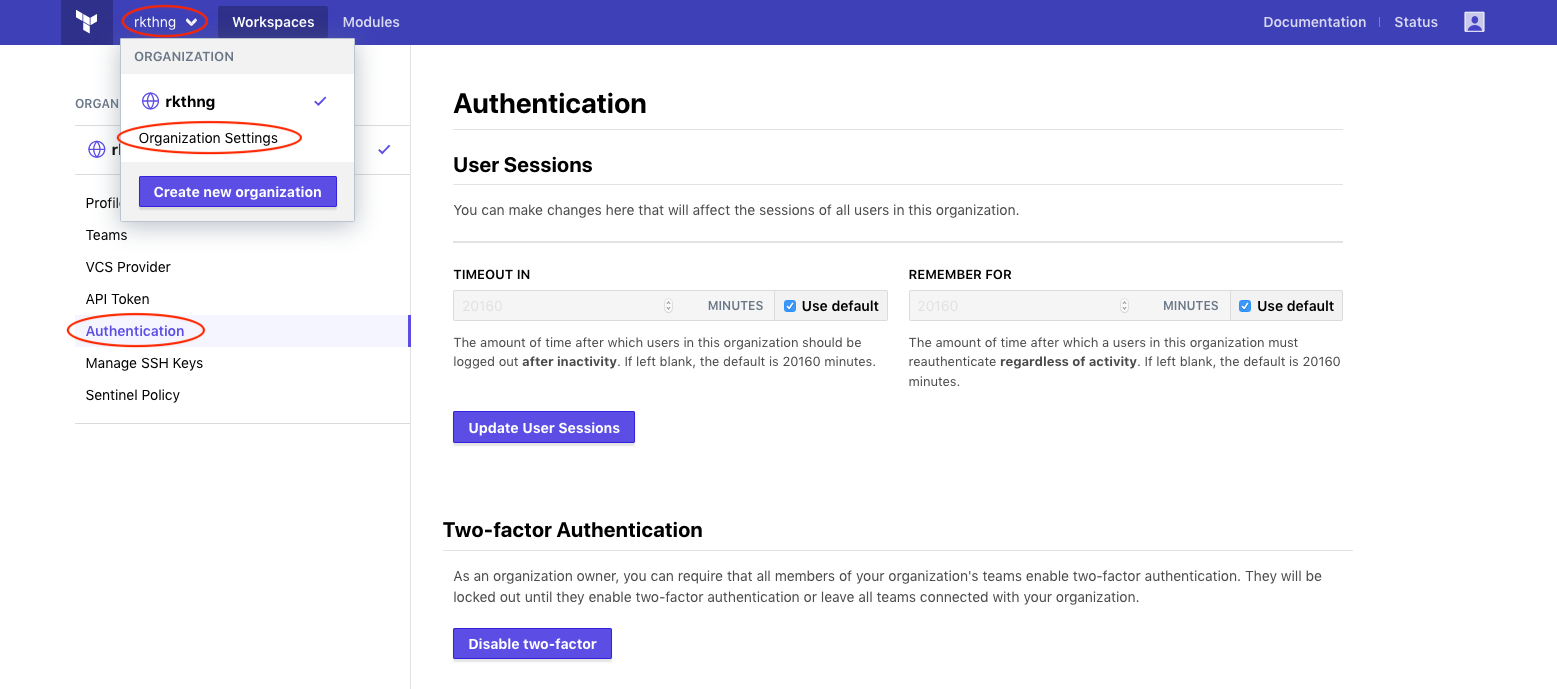 rkthng
Workspaces
Modules
Documentation
Status
ORGANIZATION
rkthng
Organization Settings
Create new organization
ORGAN
Profile
Teams
VCS Provider
API Token
Authentication
Manage SSH Keys
Sentinel Policy
Authentication
User Sessions
You can make changes here that will affect the sessions of all users in this organization.
TIMEOUT IN
20160
MINUTES
Use default
The amount of time after which users in this organization should be
logged out after inactivity. If left blank, the default is 20160 minutes.
REMEMBER FOR
20160
MINUTES
Use default
The amount of time after which a users in this organization must
reauthenticate regardless of activity. If left blank, the default is 20160
minutes.
Update User Sessions
Two-factor Authentication
As an organization owner, you can require that all members of your organization's teams enable two-factor authentication. They will be
locked out until they enable two-factor authentication or leave all teams connected with your organization.
Disable two-factor